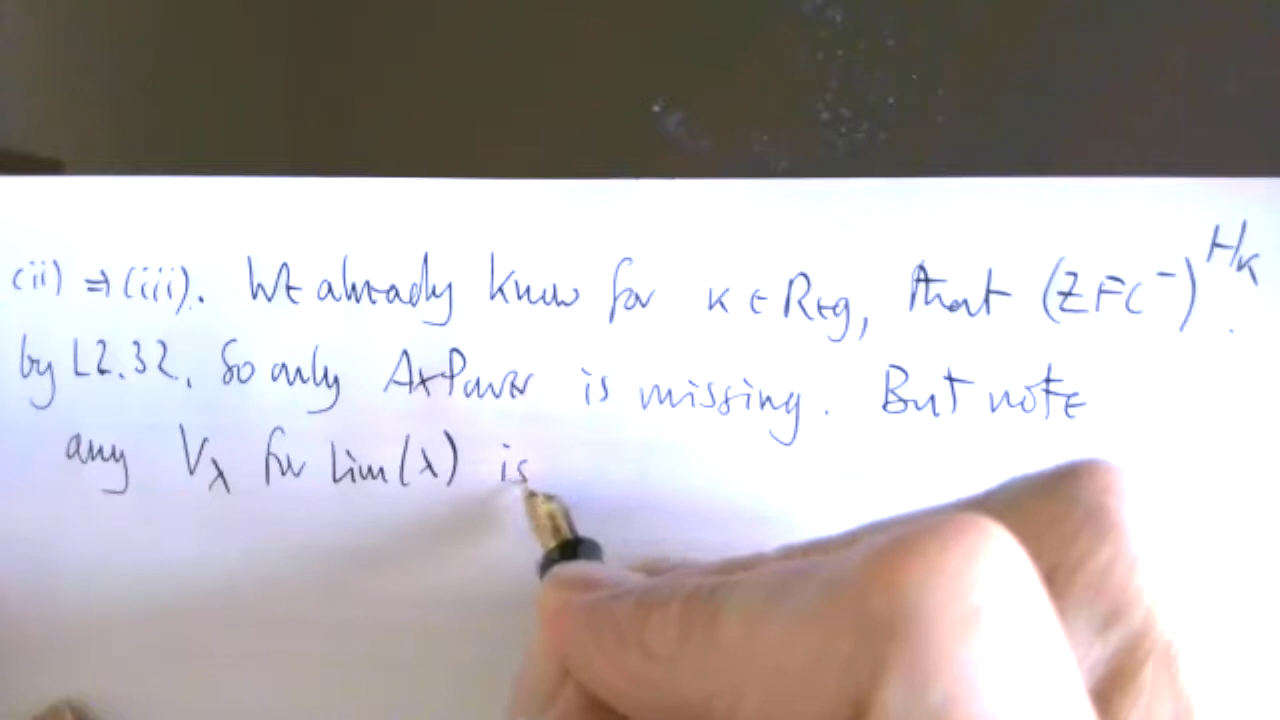 (ii) ⇒ (iii). We already know for κ ∈ Reg, that (ZFC⁻)^{H_κ}.
by L2.32. So only AxPower is missing. But note
any V_λ for Lim(λ) is